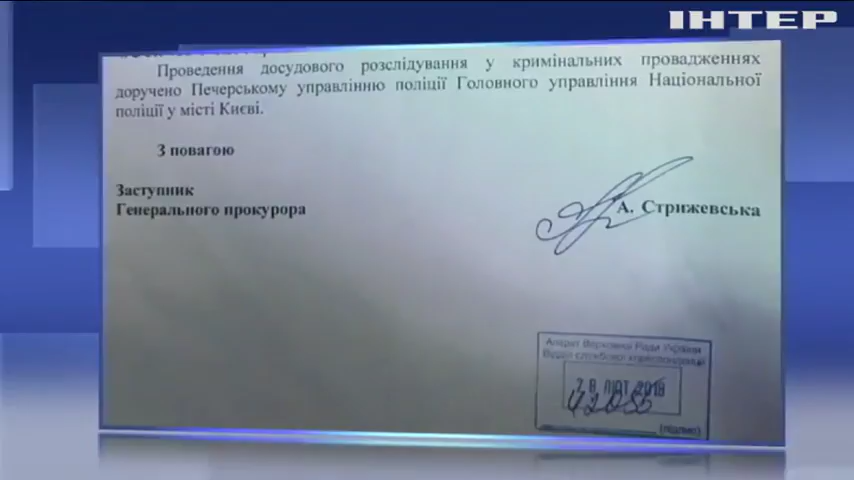 ІНТЕР
Проведення досудового розслідування у кримінальних провадженнях
доручено Печерському управлінню поліції Головного управління Національної
поліції у місті Києві.
З повагою
Заступник
Генерального прокурора
А. Стрижевська
Апарат Верховної Ради України
Відділ службової кореспонденції
28 ЛЮТ 2018
(підпис)